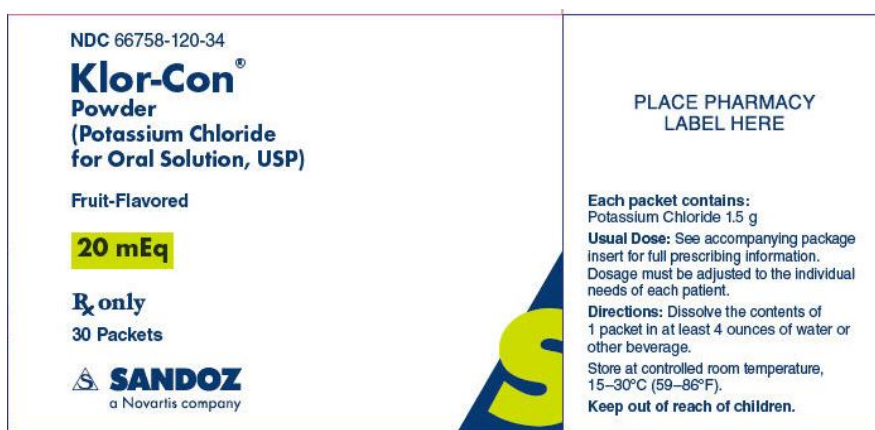 NDC 66758-120-34
Klor-Con®
Powder
(Potassium Chloride
for Oral Solution, USP)
Fruit-Flavored
20 mEq
℞ only
30 Packets
S SANDOZ
a Novartis company
S
PLACE PHARMACY
LABEL HERE
Each packet contains:
Potassium Chloride 1.5 g
Usual Dose: See accompanying package
insert for full prescribing information.
Dosage must be adjusted to the individual
needs of each patient.
Directions: Dissolve the contents of
1 packet in at least 4 ounces of water or
other beverage.
Store at controlled room temperature,
15–30°C (59–86°F).
Keep out of reach of children.